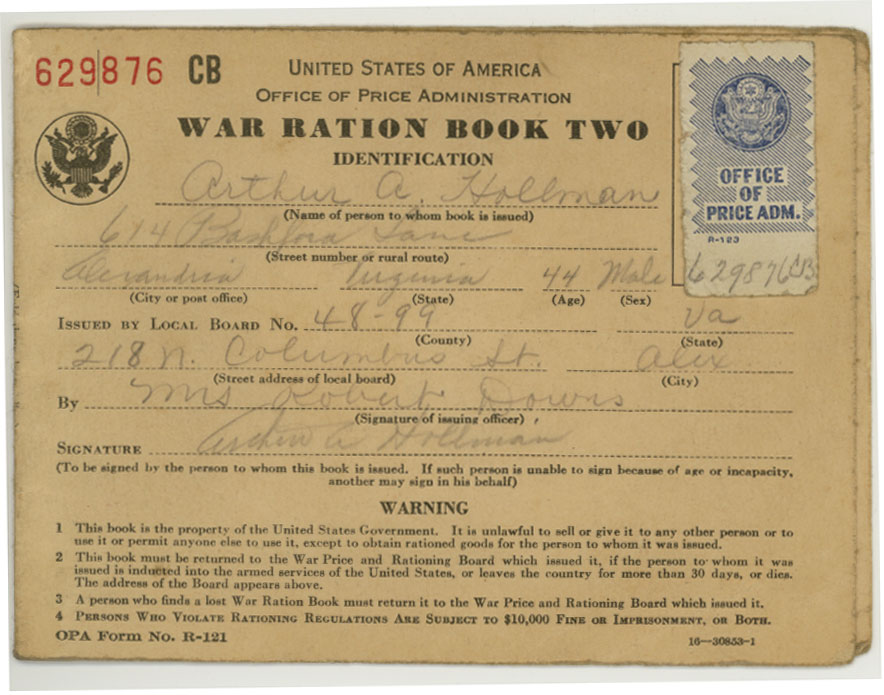 629876 CB
UNITED STATES OF AMERICA
OFFICE OF PRICE ADMINISTRATION
WAR RATION BOOK TWO
IDENTIFICATION
OFFICE
OF
PRICE ADM.
R-123
629876CB
Arthur A. Hollman
(Name of person to whom book is issued)
614 Bashford Lane
(Street number or rural route)
Alexandria Virginia 44 Male
(City or post office) (State) (Age) (Sex)
ISSUED BY LOCAL BOARD NO. 48-99 Va
(County) (State)
218 N. Columbus St. Alex
(Street address of local board) (City)
By Mrs Robert Downs
(Signature of issuing officer)
SIGNATURE Arthur A Hollman
(To be signed by the person to whom this book is issued. If such person is unable to sign because of age or incapacity,
another may sign in his behalf)
WARNING
1 This book is the property of the United States Government. It is unlawful to sell or give it to any other person or to
use it or permit anyone else to use it, except to obtain rationed goods for the person to whom it was issued.
2 This book must be returned to the War Price and Rationing Board which issued it, if the person to whom it was
issued is inducted into the armed services of the United States, or leaves the country for more than 30 days, or dies.
The address of the Board appears above.
3 A person who finds a lost War Ration Book must return it to the War Price and Rationing Board which issued it.
4 PERSONS WHO VIOLATE RATIONING REGULATIONS ARE SUBJECT TO $10,000 FINE OR IMPRISONMENT, OR BOTH.
OPA Form No. R-121 16—30853-1